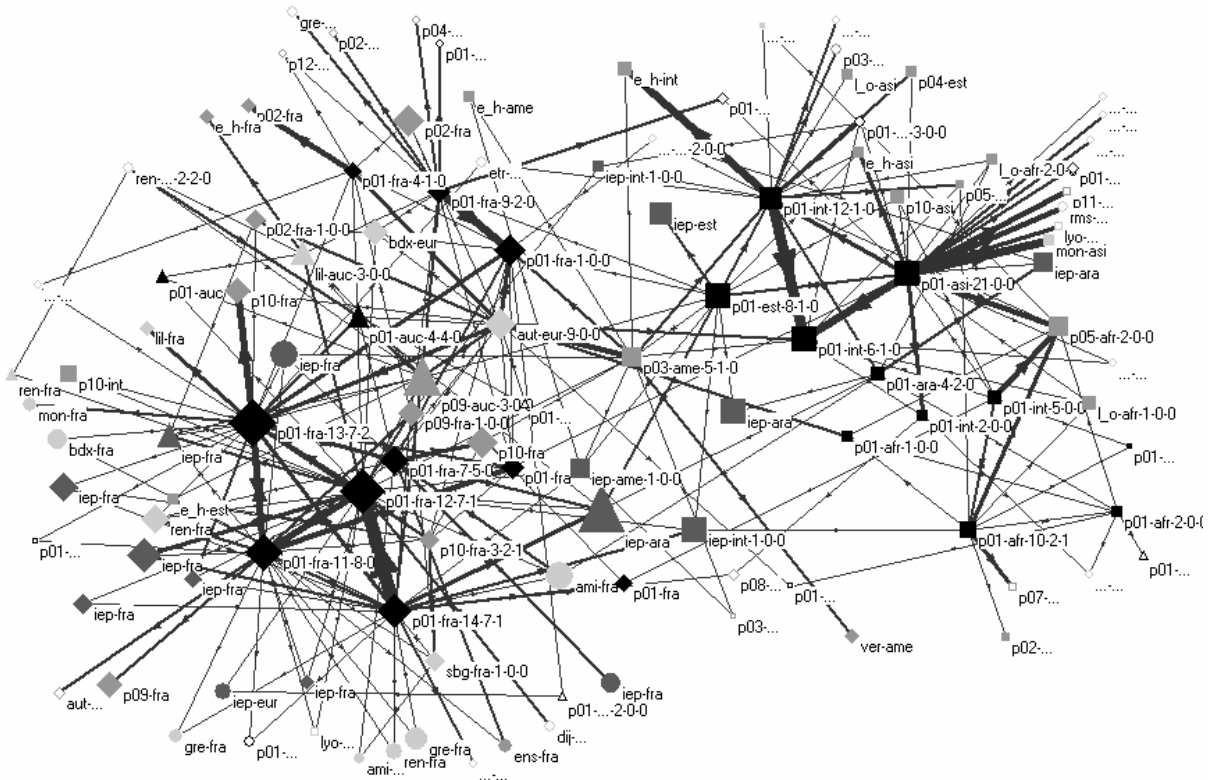 gre-...
p02-...
p04-...
p01-...
p12-...
e_h-ame
p02-fra
e_h-fra
p02-fra
ren-...-2-2-0
p01-fra-4-1-0
etr-...
p01-fra-9-2-0
p02-fra-1-0-0
bdx-eur
p01-fra-1-0-0
lil-auc-3-0-0
p01-auc
p10-fra
...-...
lil-fra
p01-auc-4-4-0
aut-eur-9-0-0
iep-fra
ren-fra
p10-int
mon-fra
p09-auc-3-0-0
p09-fra-1-0-0
p01-...
p01-fra-13-7-2
bdx-fra
iep-fra
p10-fra
p01-fra-7-5-0
p01-fra
iep-fra
e_h-est
ren-fra
p01-fra-12-7-1
p01-...
iep-fra
p01-fra-11-8-0
p10-fra-3-2-1
iep-fra
iep-fra
ami-fra
p01-fra
p01-fra-14-7-1
sbg-fra-1-0-0
aut-...
p09-fra
iep-eur
iep-fra
iep-fra
p01-...-2-0-0
gre-fra
p01-...
lyo-...
ami-...
ren-fra
gre-fra
...-...
ens-fra
dij-...
...-...
...-...
p03-...
e_h-int
l_o-asi
p04-est
p01-...
p01-...-3-0-0
...-...
...-...
...-...-2-0-0
iep-int-1-0-0
e_h-asi
l_o-afr-2-0-0
p01-...
iep-est
p10-asi
p05-...
p11-...
p01-int-12-1-0
rms-...
lyo-...
mon-asi
iep-ara
p01-asi-21-0-0
p01-est-8-1-0
p05-afr-2-0-0
p01-int-6-1-0
p03-ame-5-1-0
...-...
p01-ara-4-2-0
p01-int-5-0-0
l_o-afr-1-0-0
iep-ara
p01-int-2-0-0
p01-afr-1-0-0
p01-...
iep-ame-1-0-0
iep-ara
iep-int-1-0-0
p01-afr-10-2-1
p01-afr-2-0-0
p01-...
p08-...
p01-...
p07-...
...-...
p03-...
ver-ame
p02-...